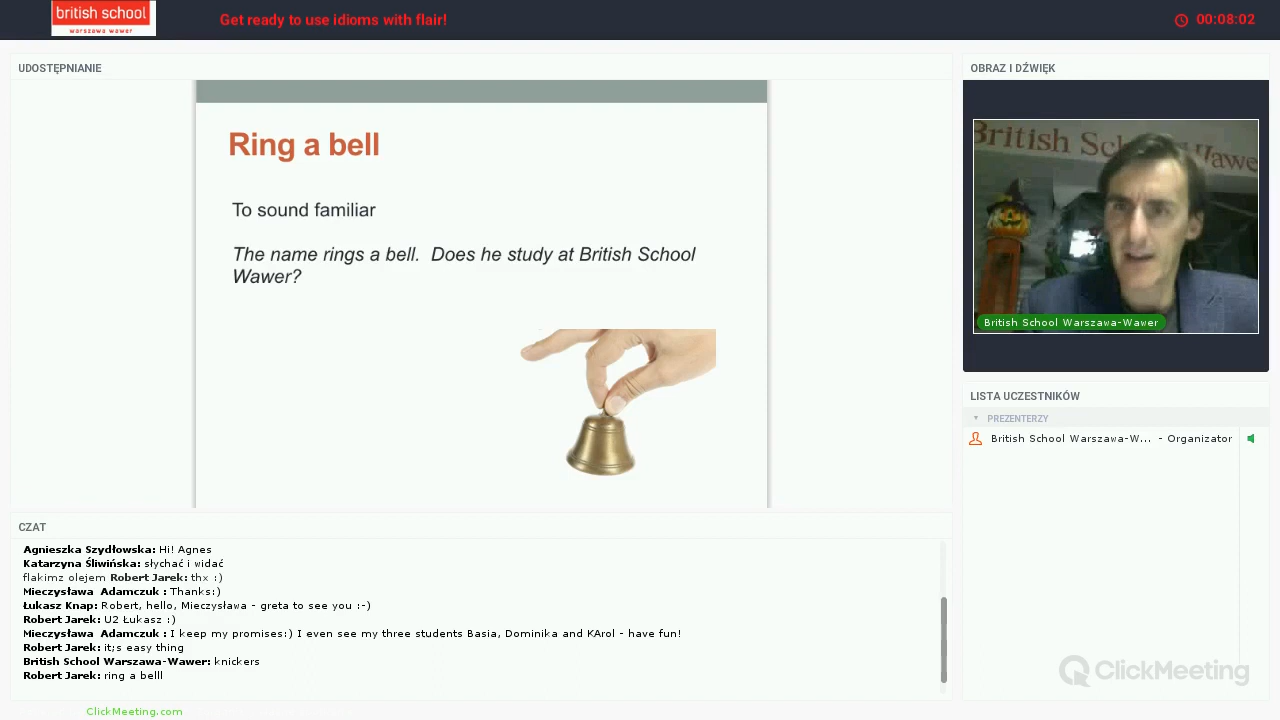 british school
warszawa wawer
Get ready to use idioms with flair!
00:08:02
UDOSTĘPNIANIE
Ring a bell
To sound familiar
The name rings a bell.  Does he study at British School
Wawer?
OBRAZ I DŹWIĘK
British School Wawe
British School Warszawa-Wawer
LISTA UCZESTNIKÓW
PREZENTERZY
British School Warszawa-W... - Organizator
CZAT
Agnieszka Szydłowska: Hi! Agnes
Katarzyna Śliwińska: słychać i widać
flakimz olejem Robert Jarek: thx :)
Mieczysława  Adamczuk : Thanks:)
Łukasz Knap: Robert, hello, Mieczysława - greta to see you :-)
Robert Jarek: U2 Łukasz :)
Mieczysława  Adamczuk : I keep my promises:) I even see my three students Basia, Dominika and KArol - have fun!
Robert Jarek: it;s easy thing
British School Warszawa-Wawer: knickers
Robert Jarek: ring a belll
ClickMeeting
ClickMeeting.com